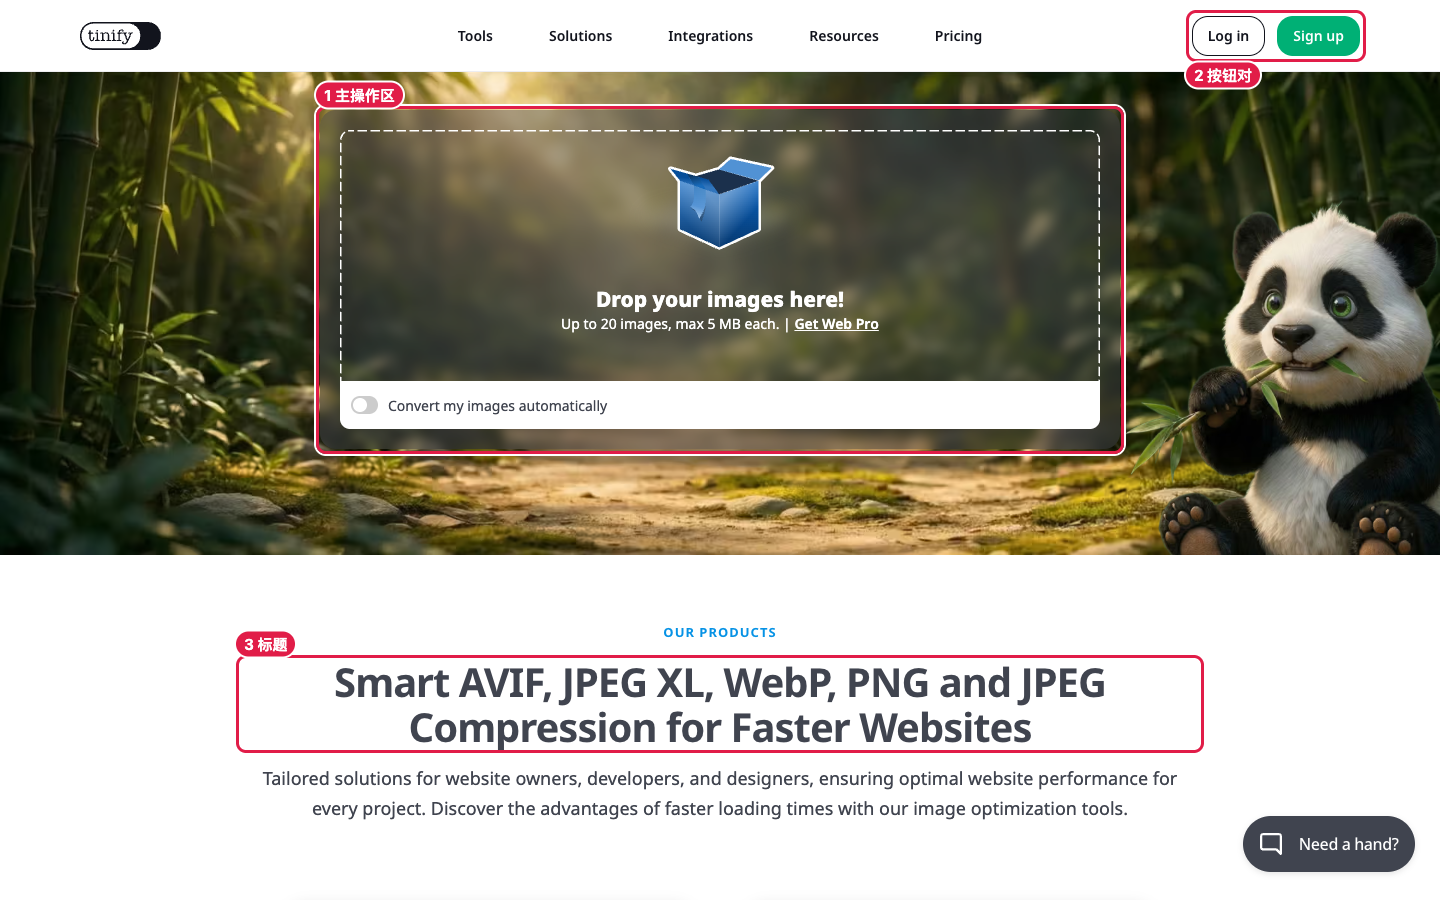 tinify
Tools
Solutions
Integrations
Resources
Pricing
Log in
Sign up
2 按钮对
1 主操作区
Drop your images here!
Up to 20 images, max 5 MB each. | Get Web Pro
Convert my images automatically
OUR PRODUCTS
3 标题
Smart AVIF, JPEG XL, WebP, PNG and JPEG
Compression for Faster Websites
Tailored solutions for website owners, developers, and designers, ensuring optimal website performance for
every project. Discover the advantages of faster loading times with our image optimization tools.
Need a hand?